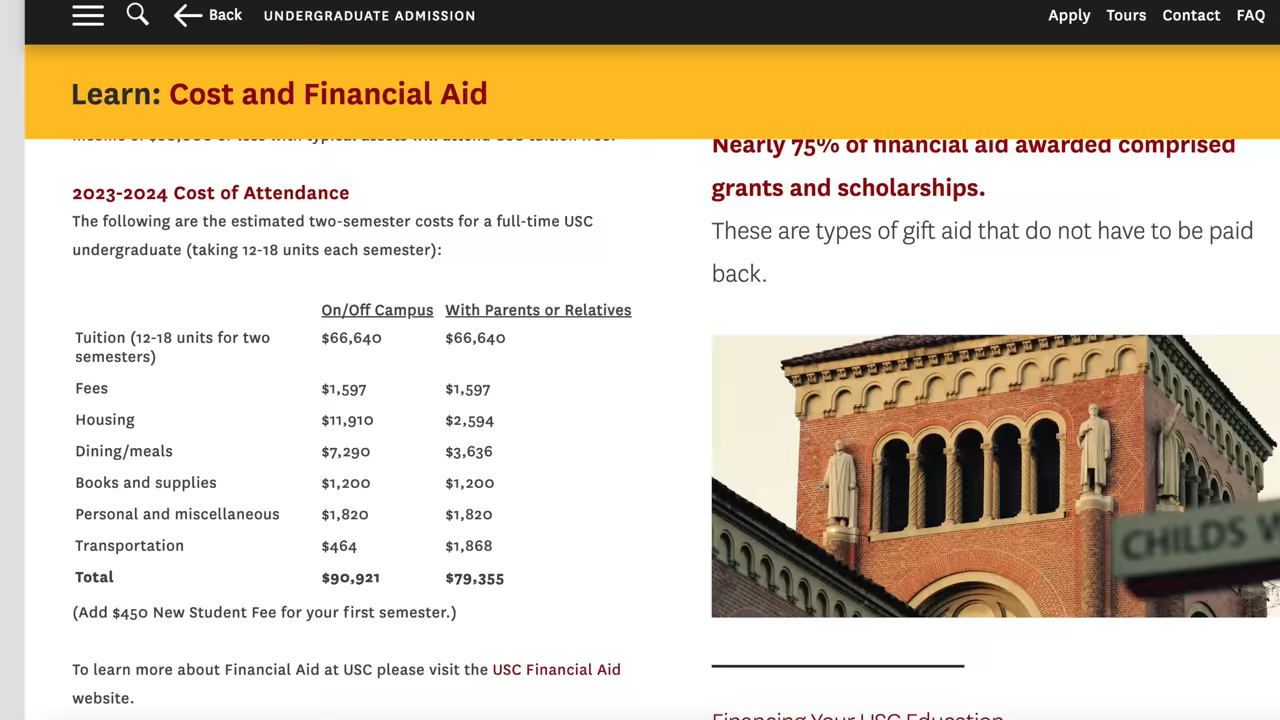 Back UNDERGRADUATE ADMISSION Apply Tours Contact FAQ
Learn: Cost and Financial Aid
2023-2024 Cost of Attendance
The following are the estimated two-semester costs for a full-time USC
undergraduate (taking 12-18 units each semester):
On/Off Campus With Parents or Relatives
Tuition (12-18 units for two $66,640 $66,640
semesters)
Fees $1,597 $1,597
Housing $11,910 $2,594
Dining/meals $7,290 $3,636
Books and supplies $1,200 $1,200
Personal and miscellaneous $1,820 $1,820
Transportation $464 $1,868
Total $90,921 $79,355
(Add $450 New Student Fee for your first semester.)
To learn more about Financial Aid at USC please visit the USC Financial Aid
website.
Nearly 75% of financial aid awarded comprised
grants and scholarships.
These are types of gift aid that do not have to be paid
back.
CHILDS
Financing Your USC Education